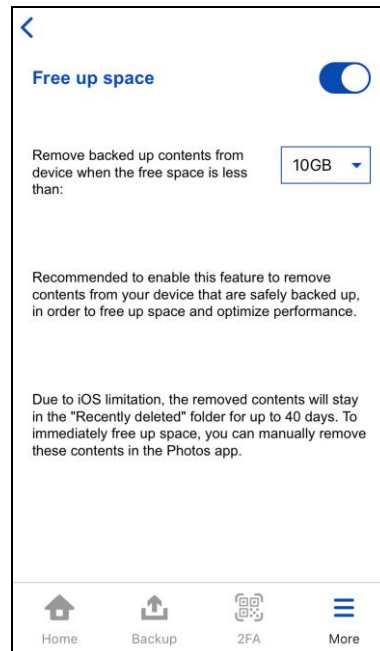 Free up space
Remove backed up contents from
device when the free space is less
than:
10GB
Recommended to enable this feature to remove
contents from your device that are safely backed up,
in order to free up space and optimize performance.
Due to iOS limitation, the removed contents will stay
in the "Recently deleted" folder for up to 40 days. To
immediately free up space, you can manually remove
these contents in the Photos app.
Home Backup 2FA More